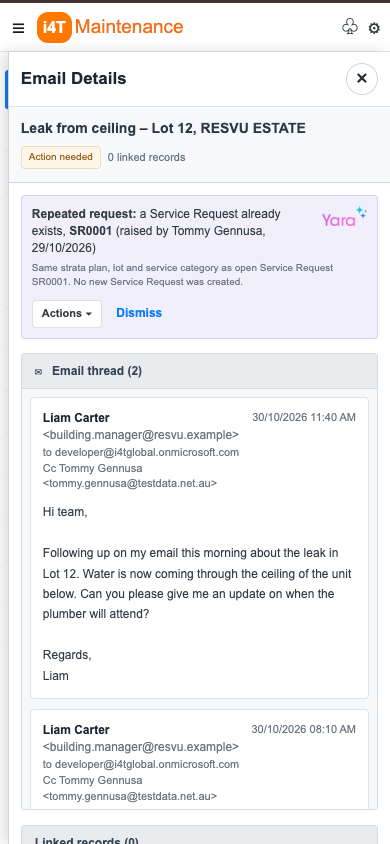 i4T Maintenance
Email Details
Leak from ceiling – Lot 12, RESVU ESTATE
Action needed 0 linked records
Repeated request: a Service Request already
exists, SR0001 (raised by Tommy Gennusa,
29/10/2026)
Yara
Same strata plan, lot and service category as open Service Request
SR0001. No new Service Request was created.
Actions Dismiss
Email thread (2)
Liam Carter 30/10/2026 11:40 AM
<building.manager@resvu.example>
to developer@i4tglobal.onmicrosoft.com
Cc Tommy Gennusa
<tommy.gennusa@testdata.net.au>
Hi team,
Following up on my email this morning about the leak in
Lot 12. Water is now coming through the ceiling of the unit
below. Can you please give me an update on when the
plumber will attend?
Regards,
Liam
Liam Carter 30/10/2026 08:10 AM
<building.manager@resvu.example>
to developer@i4tglobal.onmicrosoft.com
Cc Tommy Gennusa
<tommy.gennusa@testdata.net.au>
Linked records (0)